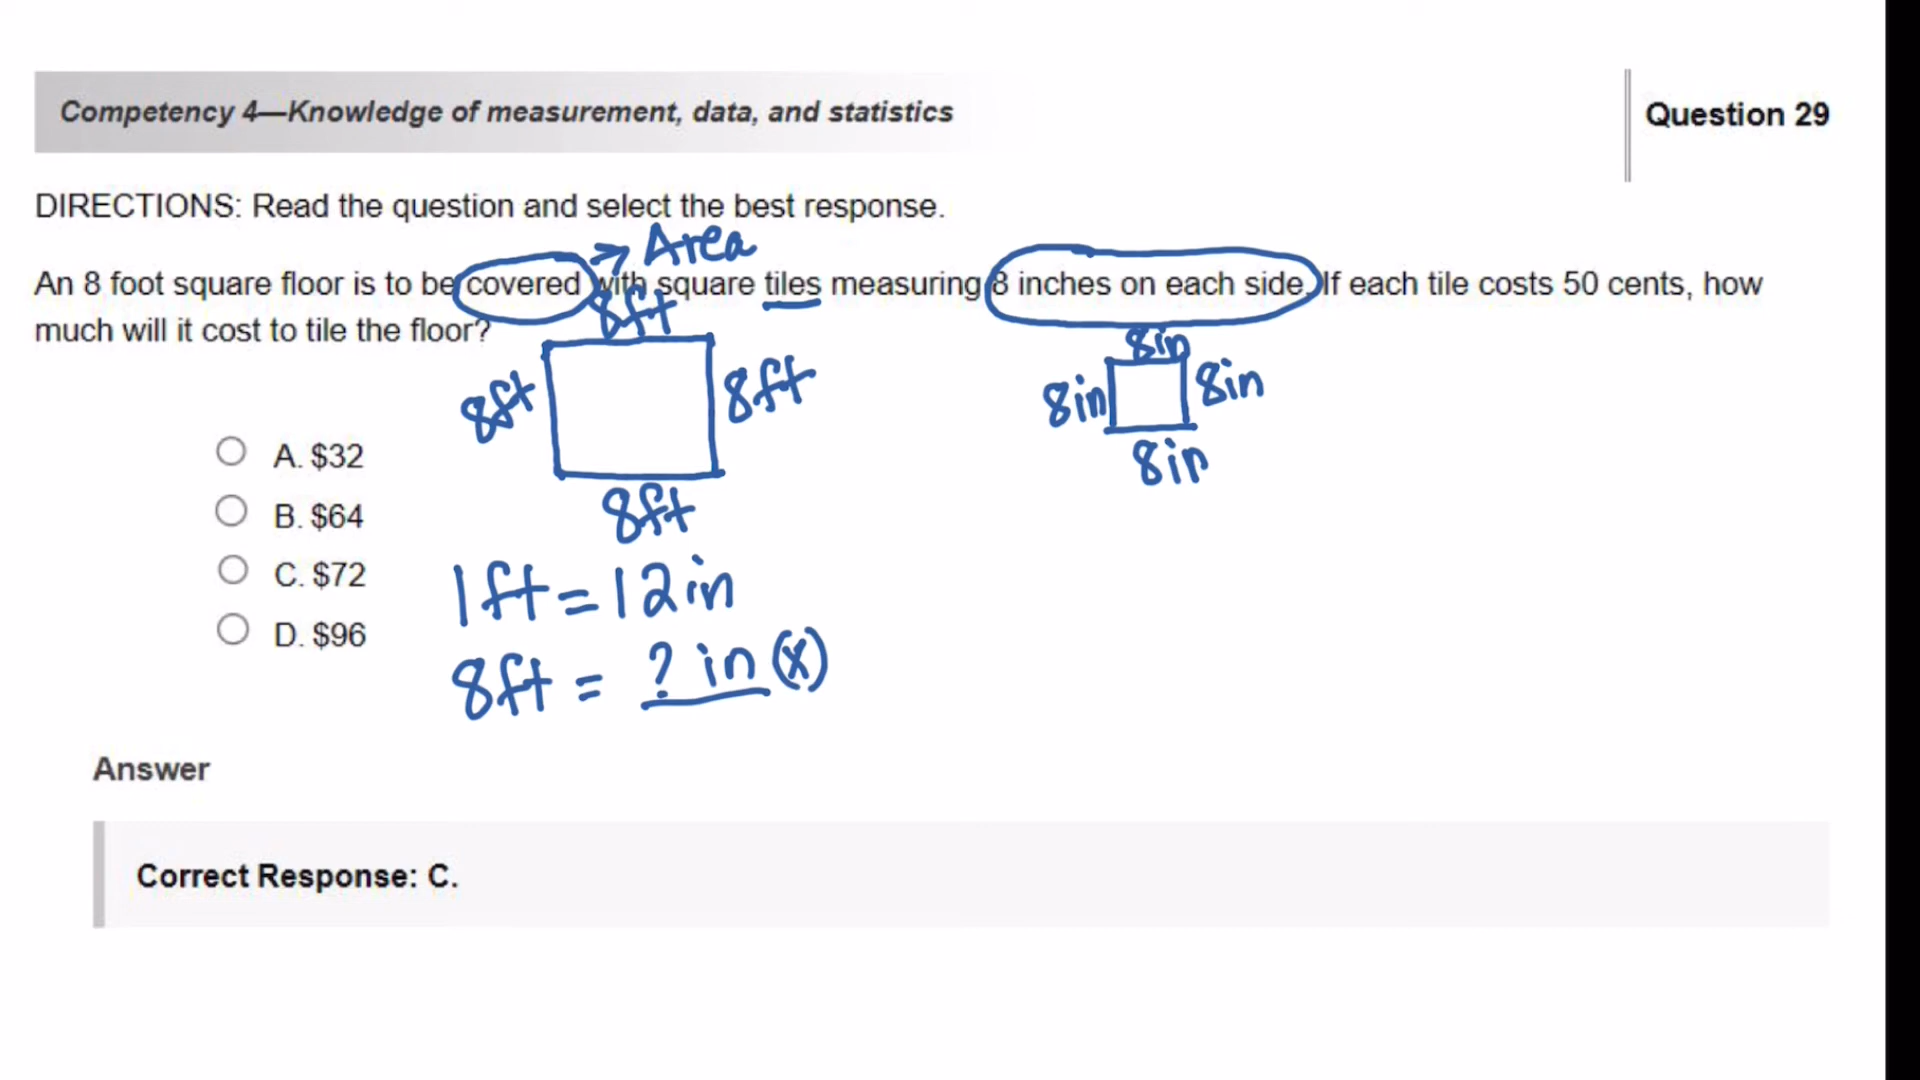 Competency 4—Knowledge of measurement, data, and statistics
Question 29
DIRECTIONS: Read the question and select the best response.
→ Area
An 8 foot square floor is to be covered with square tiles measuring 8 inches on each side. If each tile costs 50 cents, how
much will it cost to tile the floor?
8ft
8in
8ft
8ft
8in
8in
8ft
8in
A. $32
B. $64
C. $72
D. $96
1ft = 12in
8ft = ? in (x)
Answer
Correct Response: C.